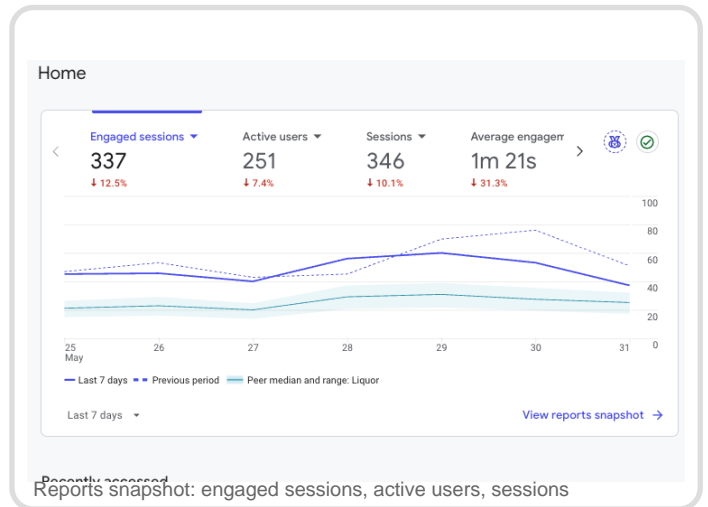 Home
Engaged sessions Active users Sessions Average engagem
337 251 346 1m 21s
↓ 12.5% ↓ 7.4% ↓ 10.1% ↓ 31.3%
100
80
60
40
20
0
25 26 27 28 29 30 31
May
Last 7 days Previous period Peer median and range: Liquor
Last 7 days View reports snapshot →
Recently accessed
Reports snapshot: engaged sessions, active users, sessions